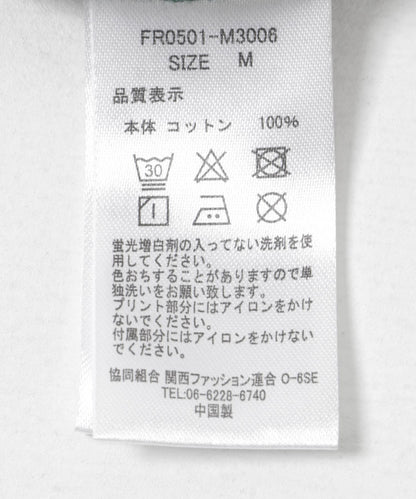 FR0501-M3006
SIZE M
品質表示
本体 コットン 100%
30
蛍光増白剤の入ってない洗剤を使
用してください。
色おちすることがありますので単
独洗いをお願い致します。
プリント部分にはアイロンをかけ
ないでください。
付属部分にはアイロンをかけない
でください。
協同組合 関西ファッション連合 O-6SE
TEL:06-6228-6740
中国製